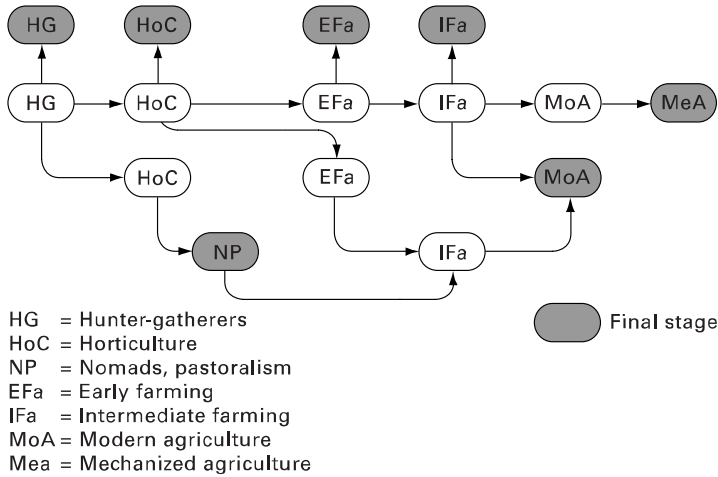 HG HoC EFa IFa
HG HoC EFa IFa MoA MeA
HoC EFa MoA
NP IFa
HG = Hunter-gatherers
HoC = Horticulture
NP = Nomads, pastoralism
EFa = Early farming
IFa = Intermediate farming
MoA = Modern agriculture
Mea = Mechanized agriculture
Final stage